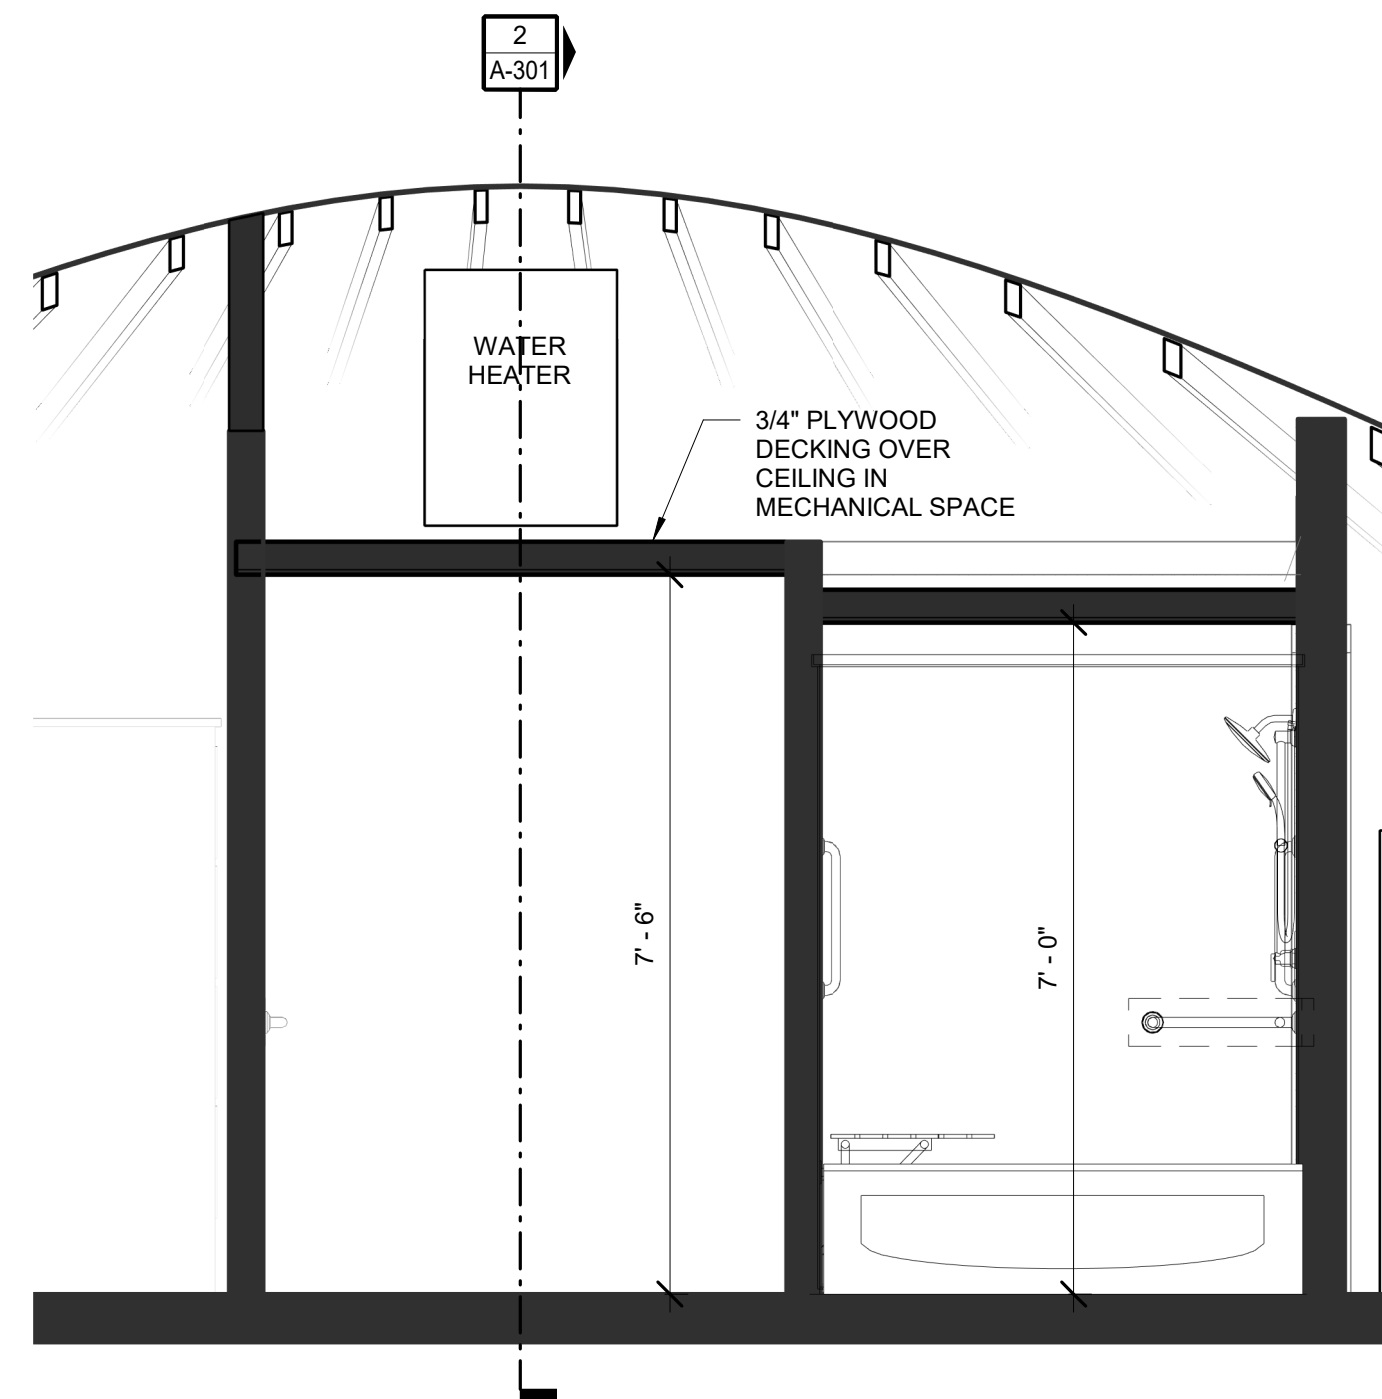 2
A-301
WATER
HEATER
3/4" PLYWOOD
DECKING OVER
CEILING IN
MECHANICAL SPACE
7' - 6"
7' - 0"